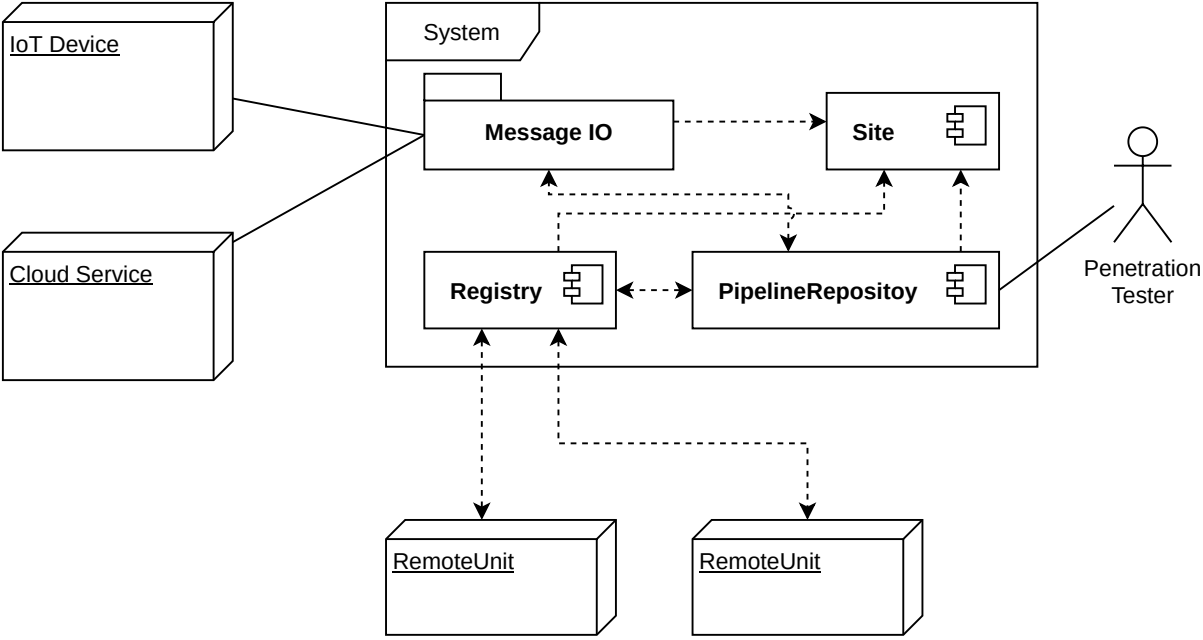 IoT Device
System
Message IO
Site
Cloud Service
Registry
PipelineRepositoy
Penetration
Tester
RemoteUnit
RemoteUnit